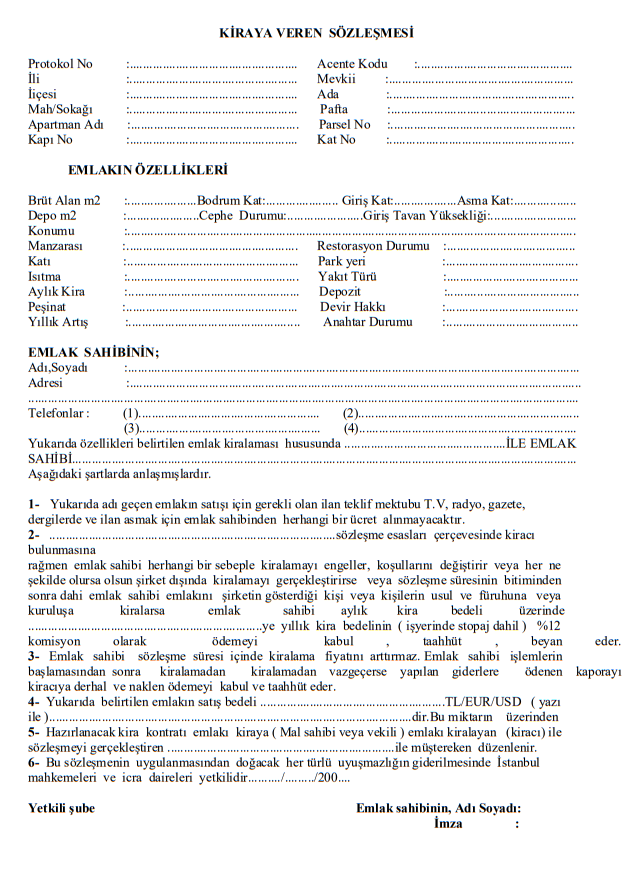 KİRAYA VEREN SÖZLEŞMESİ
Protokol No :.................................................. Acente Kodu :..............................................
İli :.................................................. Mevkii :.......................................................
İliçesi :.................................................. Ada :.......................................................
Mah/Sokağı :.................................................. Pafta :.......................................................
Apartman Adı :.................................................. Parsel No :.......................................................
Kapı No :.................................................. Kat No :.......................................................
EMLAKIN ÖZELLİKLERİ
Brüt Alan m2 :.....................Bodrum Kat:...................... Giriş Kat:...................Asma Kat:...................
Depo m2 :......................Cephe Durumu:.......................Giriş Tavan Yüksekliği:..........................
Konumu :.......................................................................................................................................
Manzarası :.................................................... Restorasyon Durumu :.......................................
Katı :.................................................... Park yeri :.......................................
Isıtma :.................................................... Yakıt Türü :.......................................
Aylık Kira :.................................................... Depozit :.......................................
Peşinat :.................................................... Devir Hakkı :.......................................
Yıllık Artış :.................................................... Anahtar Durumu :.......................................
EMLAK SAHİBİNİN;
Adı,Soyadı :.......................................................................................................................................
Adresi :.......................................................................................................................................
.....................................................................................................................................................................
Telefonlar : (1)...................................................... (2)..................................................................
(3)...................................................... (4)..................................................................
Yukarıda özellikleri belirtilen emlak kiralaması hususunda ................................................İLE EMLAK
SAHİBİ......................................................................................................................................................
Aşağıdaki şartlarda anlaşmışlardır.
1- Yukarıda adı geçen emlakın satışı için gerekli olan ilan teklif mektubu T.V, radyo, gazete,
dergilerde ve ilan asmak için emlak sahibinden herhangi bir ücret alınmayacaktır.
2- .....................................................................................sözleşme esasları çerçevesinde kiracı
bulunmasına
rağmen emlak sahibi herhangi bir sebeple kiralamayı engeller, koşullarını değiştirir veya her ne
şekilde olursa olsun şirket dışında kiralamayı gerçekleştirirse veya sözleşme süresinin bitiminden
sonra dahi emlak sahibi emlakını şirketin gösterdiği kişi veya kişilerin usul ve füruhuna veya
kuruluşa kiralarsa emlak sahibi aylık kira bedeli üzerinde
......................................................................ye yıllık kira bedelinin ( işyerinde stopaj dahil ) %12
komisyon olarak ödemeyi kabul , taahhüt , beyan eder.
3- Emlak sahibi sözleşme süresi içinde kiralama fiyatını arttırmaz. Emlak sahibi işlemlerin
başlamasından sonra kiralamadan kiralamadan vazgeçerse yapılan giderlere ödenen kaporayı
kiracıya derhal ve naklen ödemeyi kabul ve taahhüt eder.
4- Yukarıda belirtilen emlakın satış bedeli .......................................................TL/EUR/USD ( yazı
ile )...........................................................................................................dir.Bu miktarın üzerinden
5- Hazırlanacak kira kontratı emlakı kiraya ( Mal sahibi veya vekili ) emlakı kiralayan (kiracı) ile
sözleşmeyi gerçekleştiren ....................................................................ile müştereken düzenlenir.
6- Bu sözleşmenin uygulanmasından doğacak her türlü uyuşmazlığın giderilmesinde İstanbul
mahkemeleri ve icra daireleri yetkilidir........../........./200....
Yetkili şube Emlak sahibinin, Adı Soyadı:
İmza :